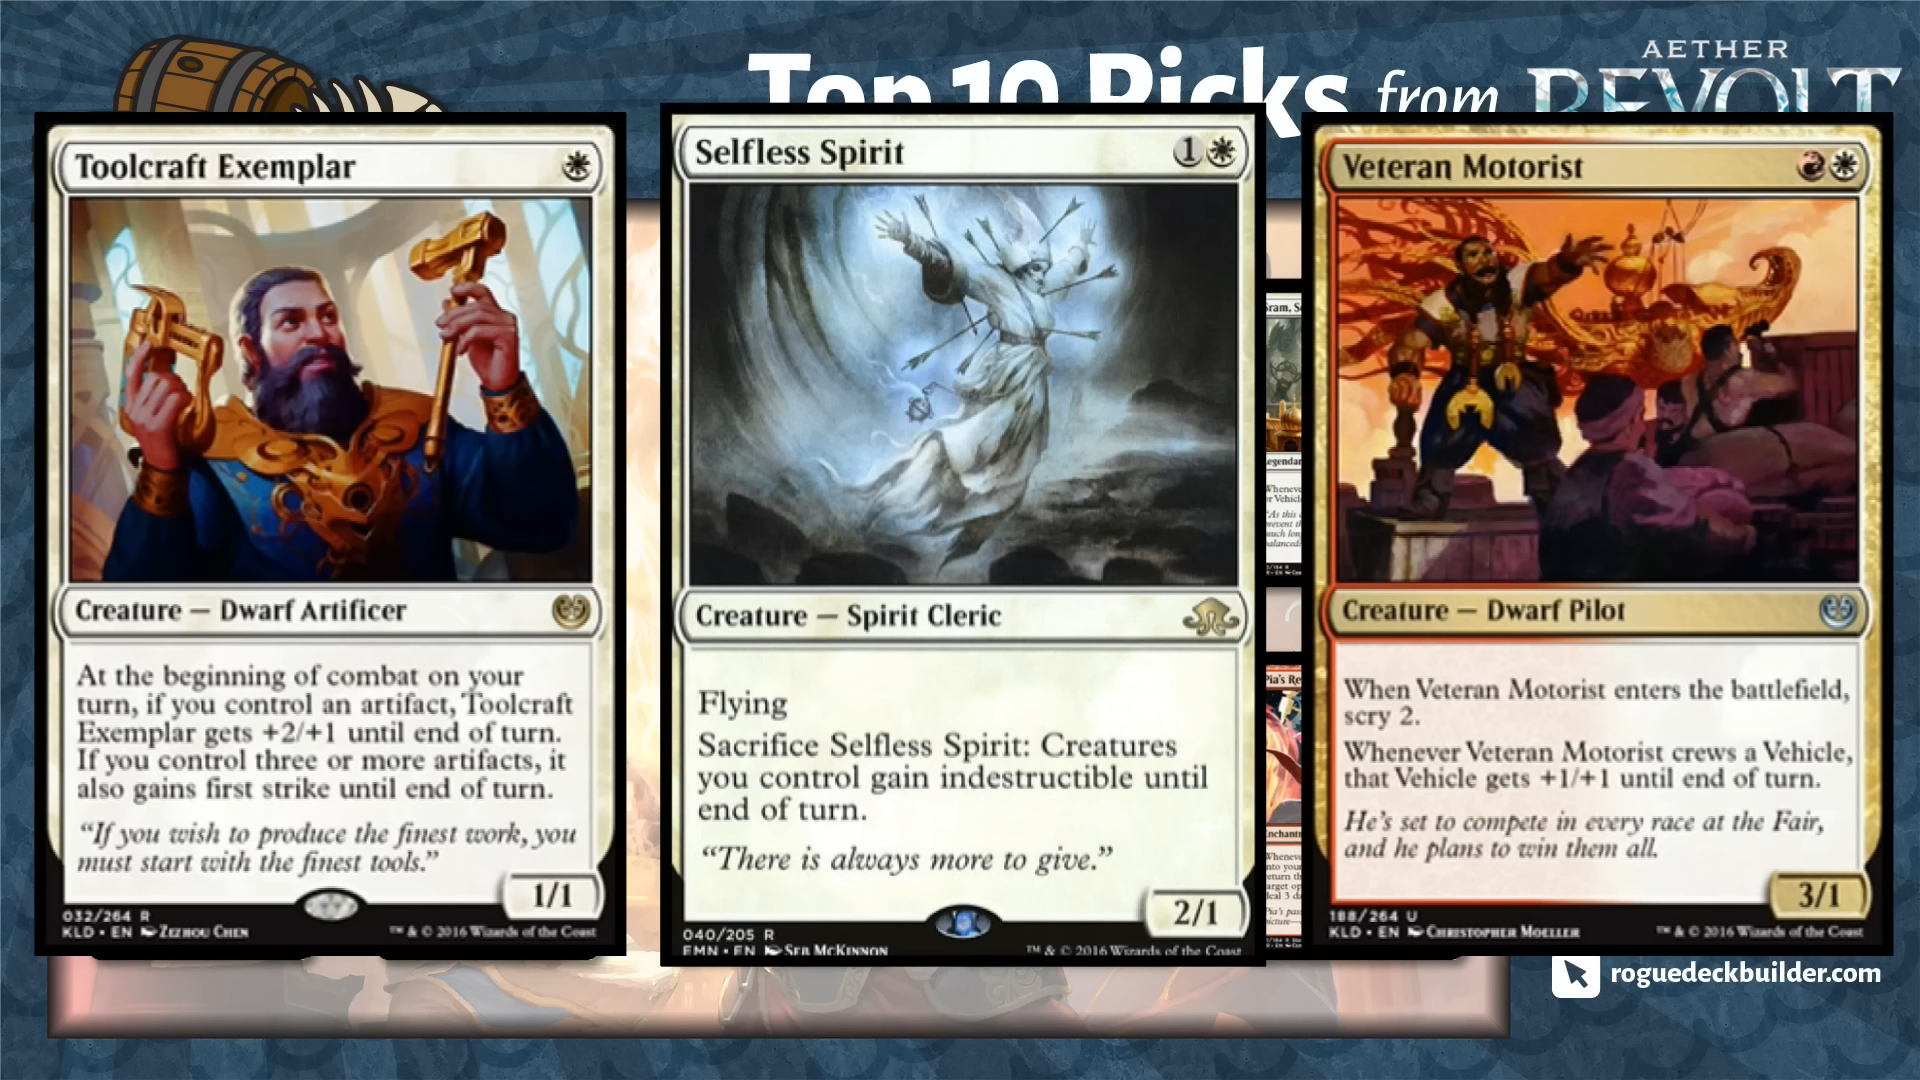 Top 10 Picks from AETHER REVOLT
Toolcraft Exemplar
Creature — Dwarf Artificer
At the beginning of combat on your
turn, if you control an artifact, Toolcraft
Exemplar gets +2/+1 until end of turn.
If you control three or more artifacts, it
also gains first strike until end of turn.
“If you wish to produce the finest work, you
must start with the finest tools.”
1/1
032/264 R
KLD • EN Zezhou Chen
™ & © 2016 Wizards of the Coast
Selfless Spirit
1
Creature — Spirit Cleric
Flying
Sacrifice Selfless Spirit: Creatures
you control gain indestructible until
end of turn.
“There is always more to give.”
2/1
040/205 R
EMN • EN Seb McKinnon
™ & © 2016 Wizards of the Coast
Veteran Motorist
Creature — Dwarf Pilot
When Veteran Motorist enters the battlefield,
scry 2.
Whenever Veteran Motorist crews a Vehicle,
that Vehicle gets +1/+1 until end of turn.
He’s set to compete in every race at the Fair,
and he plans to win them all.
3/1
188/264 U
KLD • EN Christopher Moeller
™ & © 2016 Wizards of the Coast
roguedeckbuilder.com